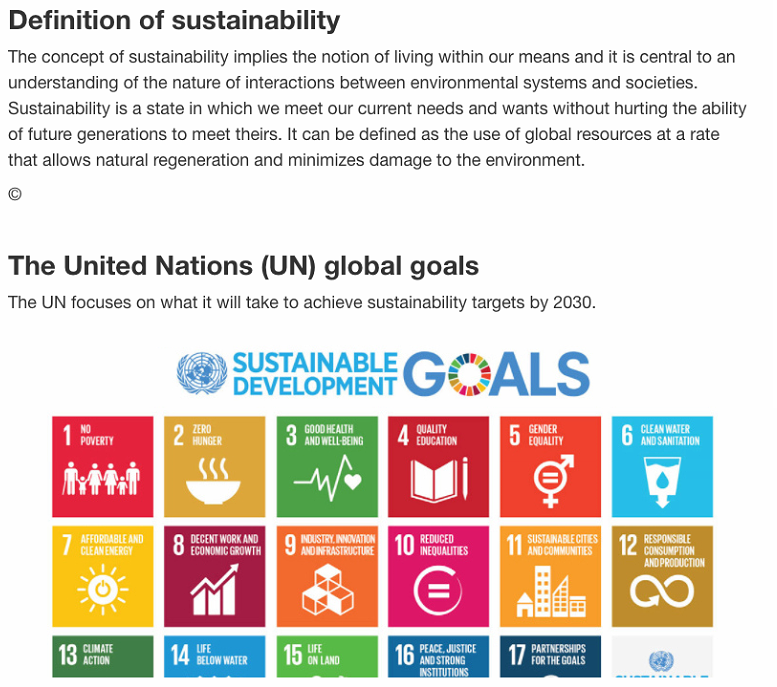 Definition of sustainability
The concept of sustainability implies the notion of living within our means and it is central to an
understanding of the nature of interactions between environmental systems and societies.
Sustainability is a state in which we meet our current needs and wants without hurting the ability
of future generations to meet theirs. It can be defined as the use of global resources at a rate
that allows natural regeneration and minimizes damage to the environment.
©
The United Nations (UN) global goals
The UN focuses on what it will take to achieve sustainability targets by 2030.
SUSTAINABLE
DEVELOPMENT GOALS
1 NO
POVERTY
2 ZERO
HUNGER
3 GOOD HEALTH
AND WELL-BEING
4 QUALITY
EDUCATION
5 GENDER
EQUALITY
6 CLEAN WATER
AND SANITATION
7 AFFORDABLE AND
CLEAN ENERGY
8 DECENT WORK AND
ECONOMIC GROWTH
9 INDUSTRY, INNOVATION
AND INFRASTRUCTURE
10 REDUCED
INEQUALITIES
11 SUSTAINABLE CITIES
AND COMMUNITIES
12 RESPONSIBLE
CONSUMPTION
AND PRODUCTION
13 CLIMATE
ACTION
14 LIFE
BELOW WATER
15 LIFE
ON LAND
16 PEACE, JUSTICE
AND STRONG
INSTITUTIONS
17 PARTNERSHIPS
FOR THE GOALS
SUSTAINABLE